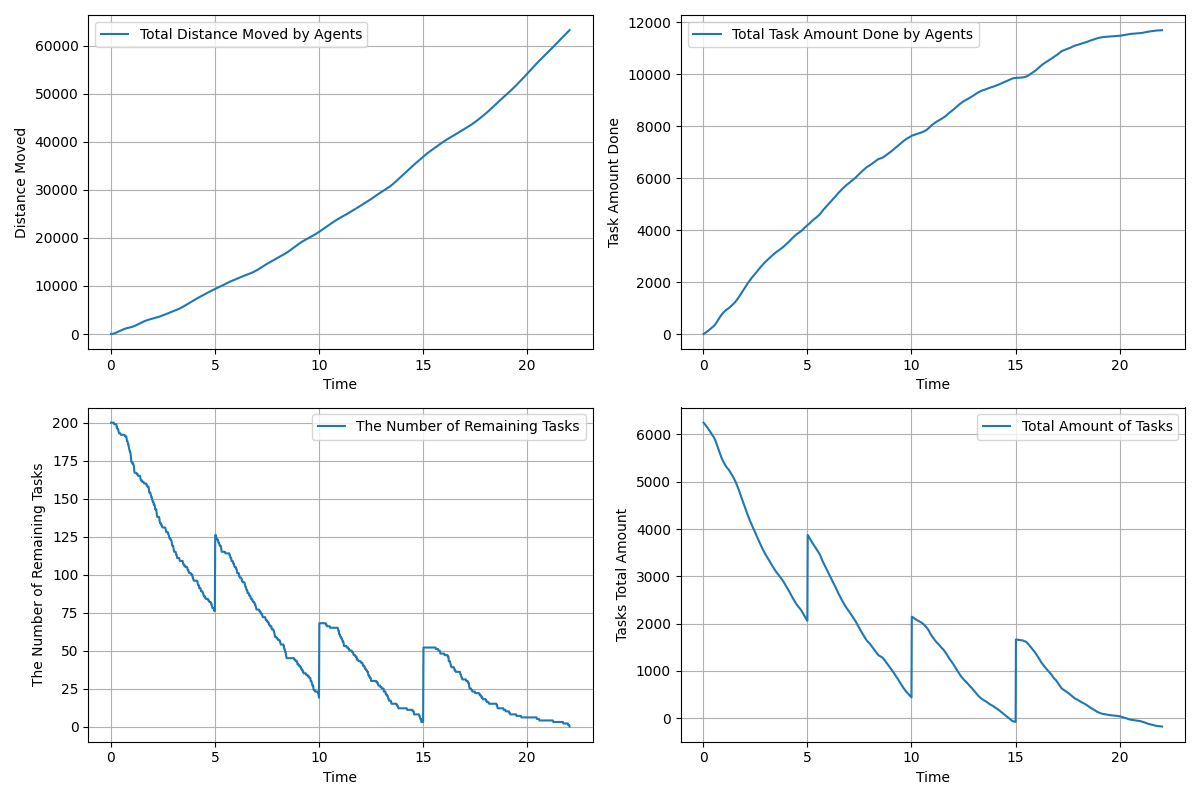 Total Distance Moved by Agents
Distance Moved
60000
50000
40000
30000
20000
10000
0
0 5 10 15 20
Time
Total Task Amount Done by Agents
Task Amount Done
12000
10000
8000
6000
4000
2000
0
0 5 10 15 20
Time
The Number of Remaining Tasks
The Number of Remaining Tasks
200
175
150
125
100
75
50
25
0
0 5 10 15 20
Time
Total Amount of Tasks
Tasks Total Amount
6000
5000
4000
3000
2000
1000
0
0 5 10 15 20
Time